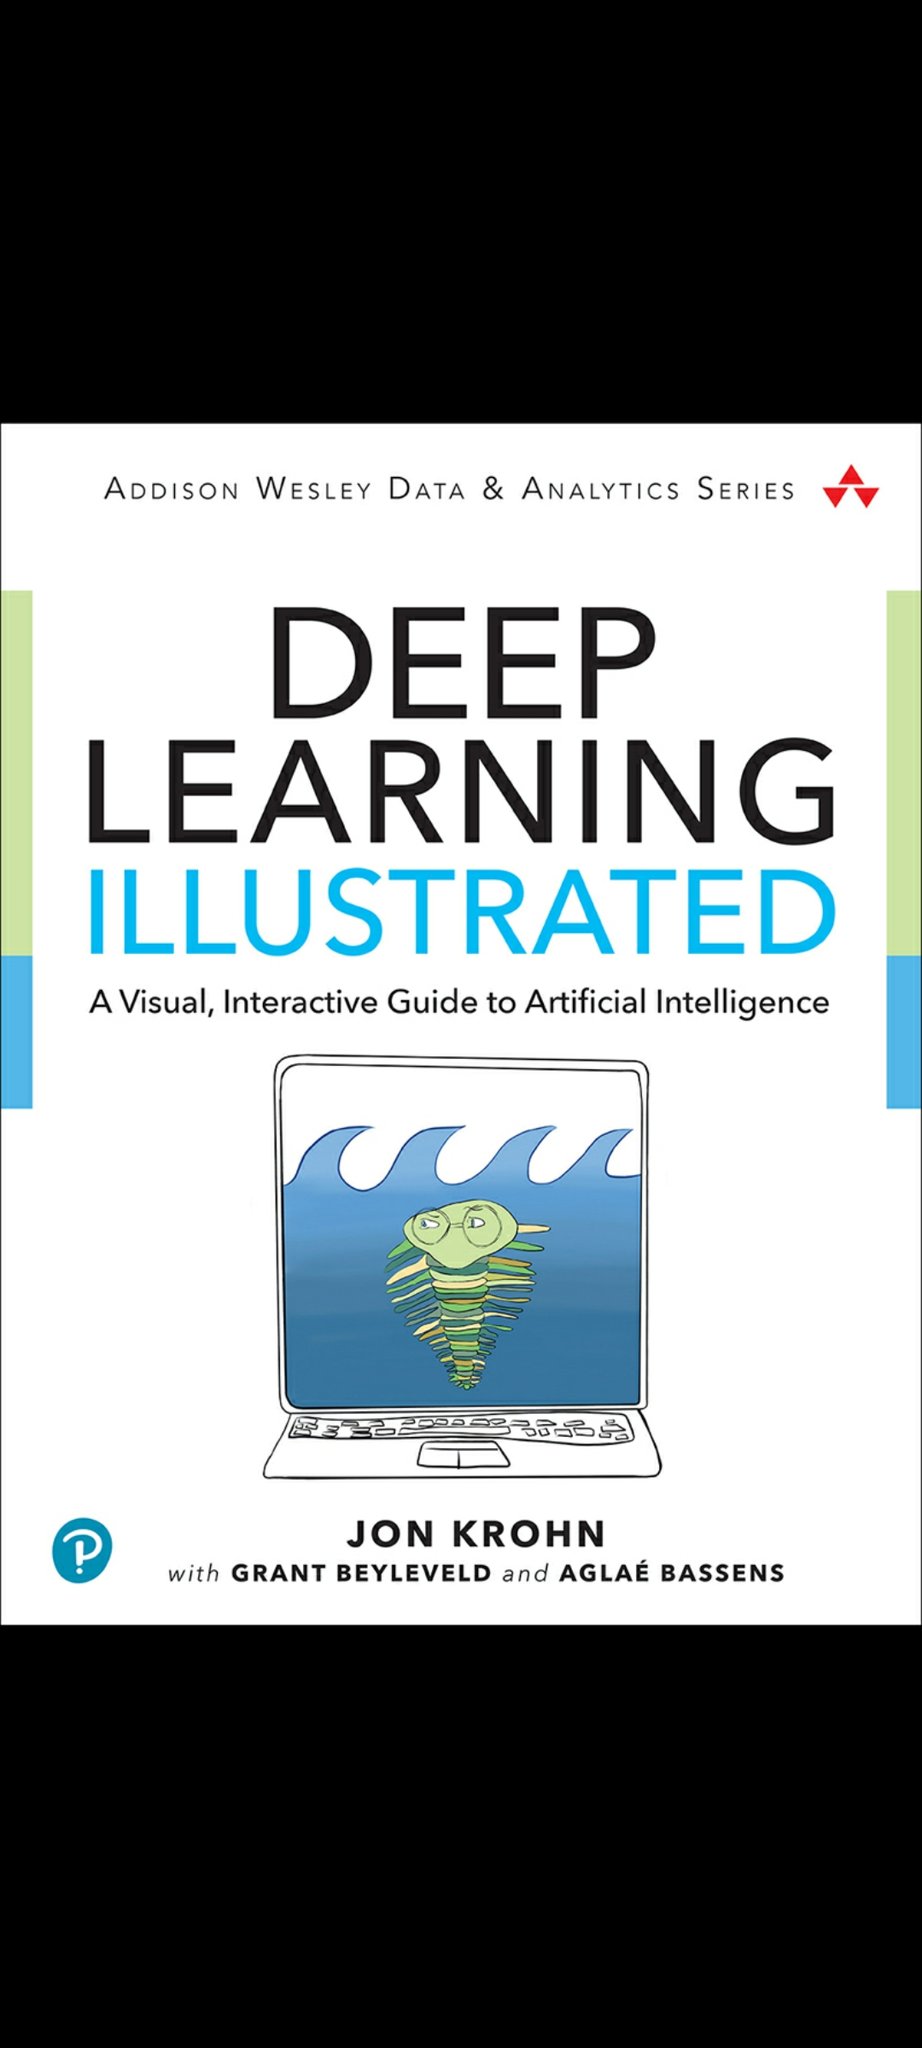 Addison Wesley Data & Analytics Series
DEEP
LEARNING
ILLUSTRATED
A Visual, Interactive Guide to Artificial Intelligence
JON KROHN
with GRANT BEYLEVELD and AGLAÉ BASSENS